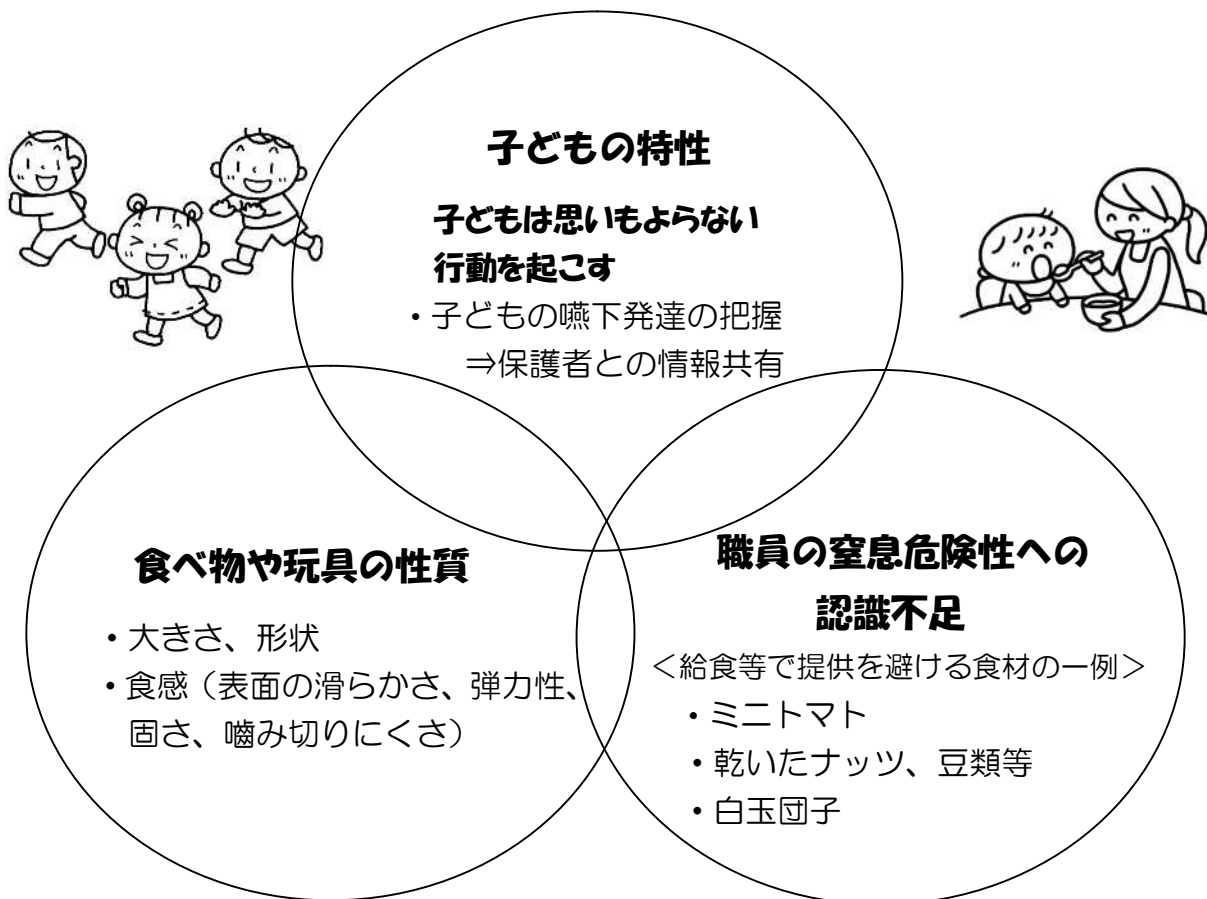 子どもの特性
子どもは思いもよらない
行動を起こす
・子どもの嚥下発達の把握
⇒保護者との情報共有
食べ物や玩具の性質
・大きさ、形状
・食感（表面の滑らかさ、弾力性、
固さ、嚙み切りにくさ）
職員の窒息危険性への
認識不足
＜給食等で提供を避ける食材の一例＞
・ミニトマト
・乾いたナッツ、豆類等
・白玉団子